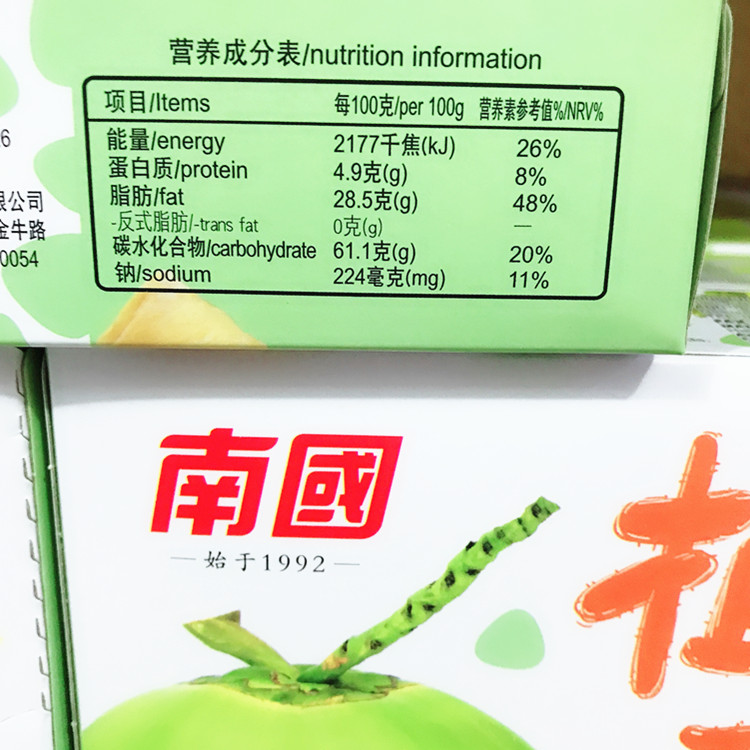 营养成分表/nutrition information
项目/Items 每100克/per 100g 营养素参考值%/NRV%
能量/energy 2177千焦(kJ) 26%
蛋白质/protein 4.9克(g) 8%
脂肪/fat 28.5克(g) 48%
-反式脂肪/-trans fat 0克(g) —
碳水化合物/carbohydrate 61.1克(g) 20%
钠/sodium 224毫克(mg) 11%
6
限公司
金牛路
0054
南國
—始于1992—